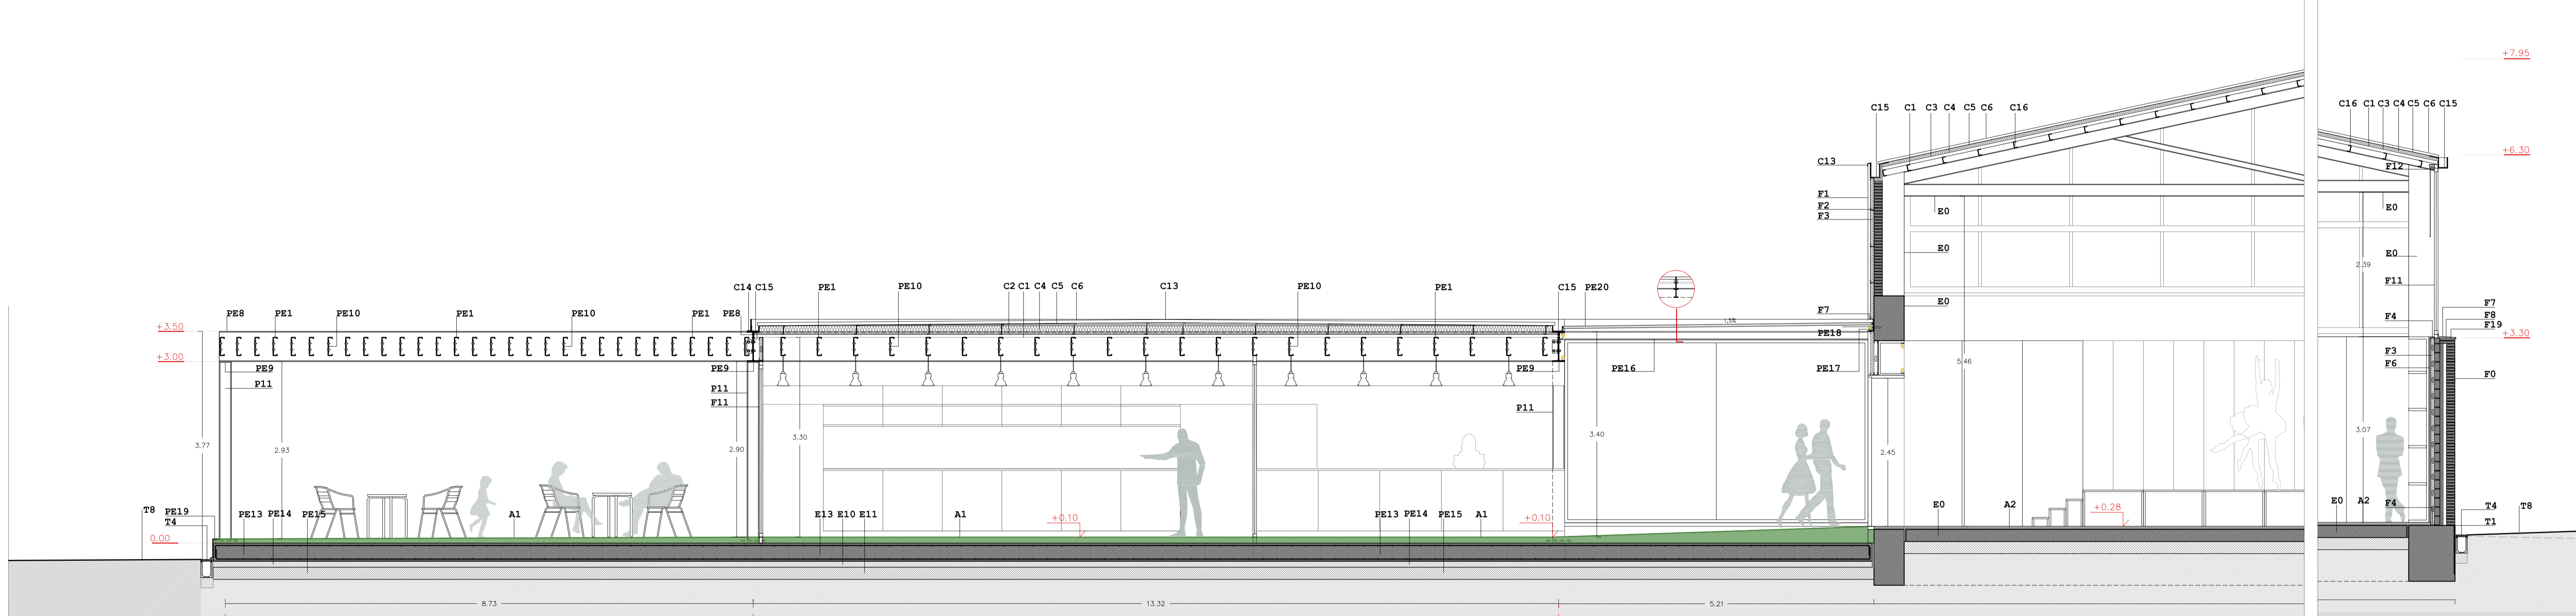 +7.95
C15 C1 C3 C4 C5 C6 C16
C16 C1 C3 C4 C5 C6 C15
+6.30
C13
F12
F1
F2
F3
E0
E0
E0
E0
2.39
F11
E0
C14 C15 PE1 PE10 C2 C1 C4 C5 C6 C13 PE10 PE1 C15 PE20
F7
F7
F8
F19
F4
PE8 PE1 PE10 PE1 PE10 PE1 PE8
+3.50
1,5%
PE18
+3.30
+3.00
F3
F6
5.46
PE9
PE9
PE9
PE16
PE17
F0
P11
P11
F11
P11
3.77
2.93
2.90
3.30
3.40
2.45
3.07
T8 PE19
T4
PE13 PE14 PE15 A1
E13 E10 E11 A1
+0.10
PE13 PE14 PE15 A1
+0.10
E0 A2
+0.28
E0 A2
F4
T4
T8
T1
0.00
8.73
13.32
5.21